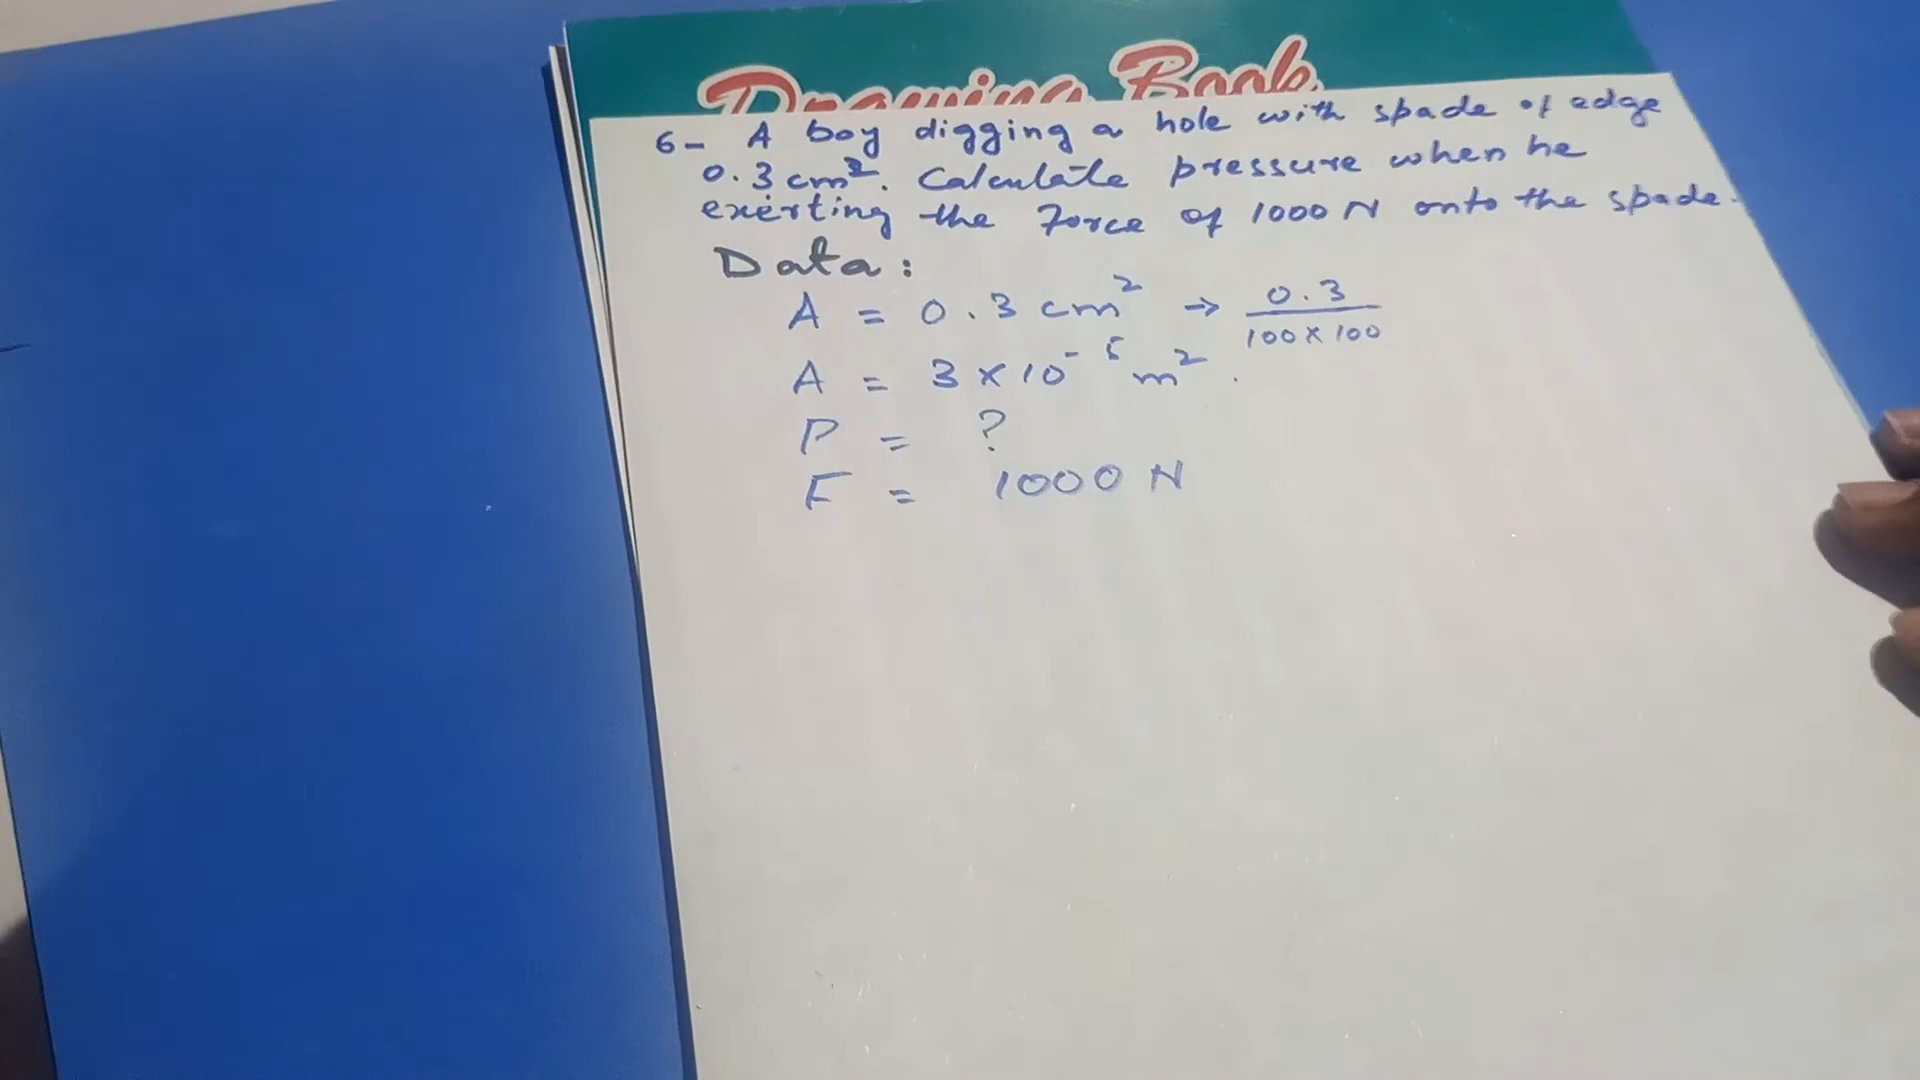 Drawing Book
6- A boy digging a hole with spade of edge
0.3 cm². Calculate pressure when he
exerting the Force of 1000 N onto the spade.
Data:
A = 0.3 cm² → 0.3 / 100 × 100
A = 3 × 10⁻⁵ m².
P = ?
F = 1000 N